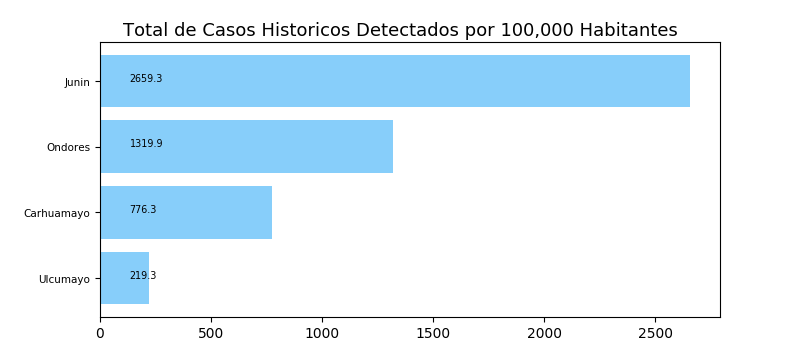 Total de Casos Historicos Detectados por 100,000 Habitantes
Junin 2659.3
Ondores 1319.9
Carhuamayo 776.3
Ulcumayo 219.3
0 500 1000 1500 2000 2500